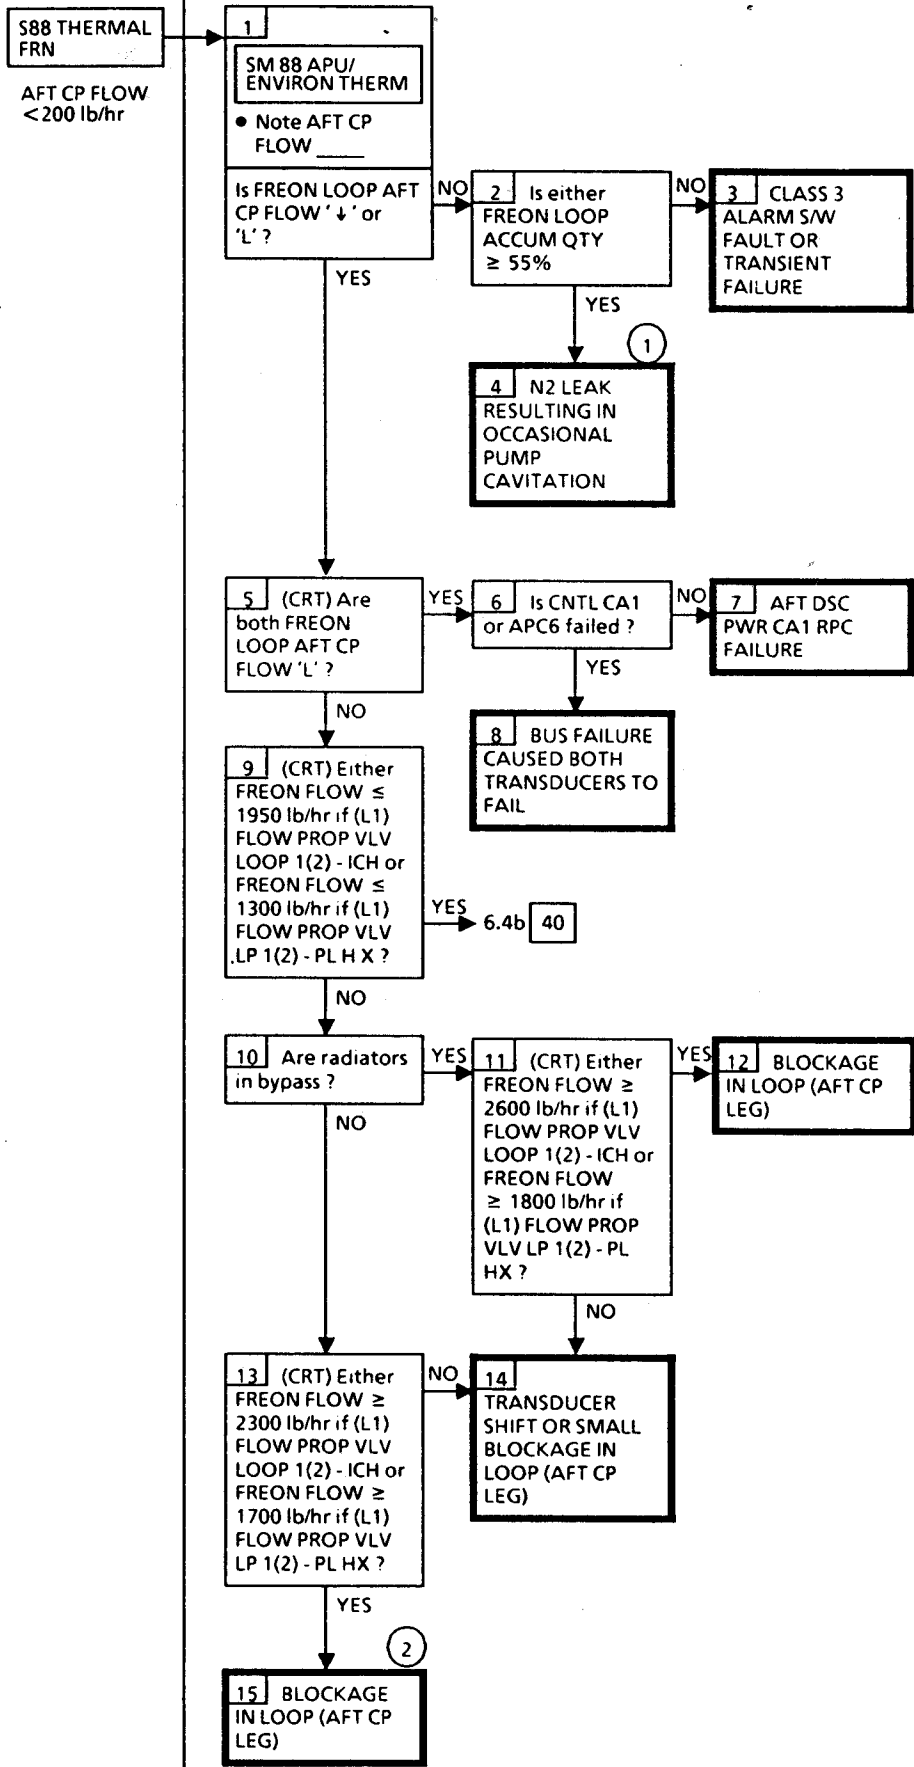 S88 THERMAL
FRN
AFT CP FLOW
<200 lb/hr
1
SM 88 APU/
ENVIRON THERM
● Note AFT CP
FLOW ____
Is FREON LOOP AFT
CP FLOW '↓' or
'L' ?
NO
YES
2 Is either
FREON LOOP
ACCUM QTY
≥ 55%
NO
YES
3 CLASS 3
ALARM S/W
FAULT OR
TRANSIENT
FAILURE
1
4 N2 LEAK
RESULTING IN
OCCASIONAL
PUMP
CAVITATION
5 (CRT) Are
both FREON
LOOP AFT CP
FLOW 'L' ?
YES
NO
6 Is CNTL CA1
or APC6 failed ?
NO
YES
7 AFT DSC
PWR CA1 RPC
FAILURE
8 BUS FAILURE
CAUSED BOTH
TRANSDUCERS TO
FAIL
9 (CRT) Either
FREON FLOW ≤
1950 lb/hr if (L1)
FLOW PROP VLV
LOOP 1(2) - ICH or
FREON FLOW ≤
1300 lb/hr if (L1)
FLOW PROP VLV
LP 1(2) - PL H X ?
YES
6.4b 40
NO
10 Are radiators
in bypass ?
YES
NO
11 (CRT) Either
FREON FLOW ≥
2600 lb/hr if (L1)
FLOW PROP VLV
LOOP 1(2) - ICH or
FREON FLOW
≥ 1800 lb/hr if
(L1) FLOW PROP
VLV LP 1(2) - PL
HX ?
YES
NO
12 BLOCKAGE
IN LOOP (AFT CP
LEG)
13 (CRT) Either
FREON FLOW ≥
2300 lb/hr if (L1)
FLOW PROP VLV
LOOP 1(2) - ICH or
FREON FLOW ≥
1700 lb/hr if (L1)
FLOW PROP VLV
LP 1(2) - PL HX ?
NO
YES
14
TRANSDUCER
SHIFT OR SMALL
BLOCKAGE IN
LOOP (AFT CP
LEG)
2
15 BLOCKAGE
IN LOOP (AFT CP
LEG)